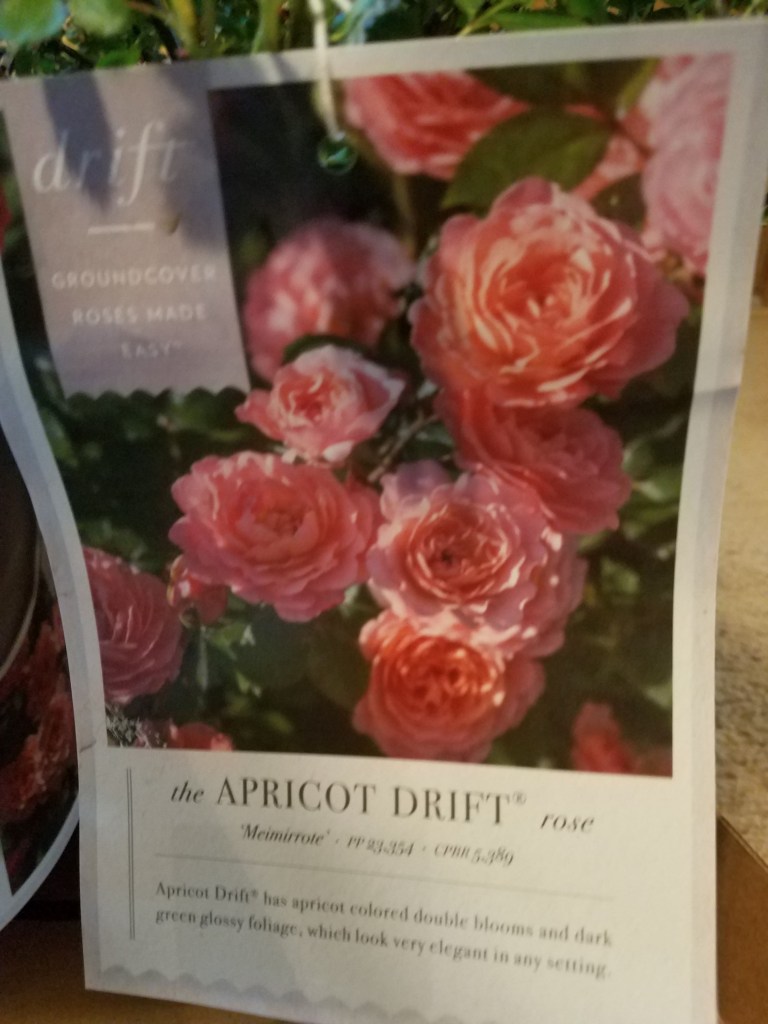 drift
GROUNDCOVER
ROSES MADE
EASY®
the APRICOT DRIFT® rose
'Meimirrote' · PP 23,354 · CPBR 5,389
Apricot Drift® has apricot colored double blooms and dark
green glossy foliage, which look very elegant in any setting.